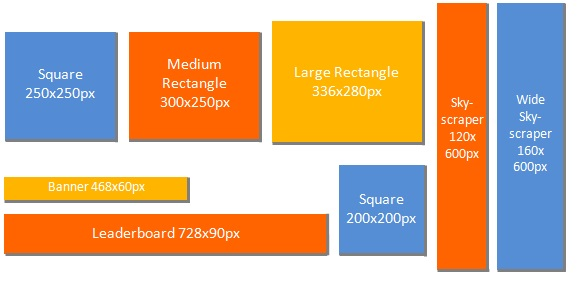 Square
250x250px
Medium
Rectangle
300x250px
Large Rectangle
336x280px
Sky-
scraper
120x
600px
Wide
Sky-
scraper
160x
600px
Banner 468x60px
Square
200x200px
Leaderboard 728x90px